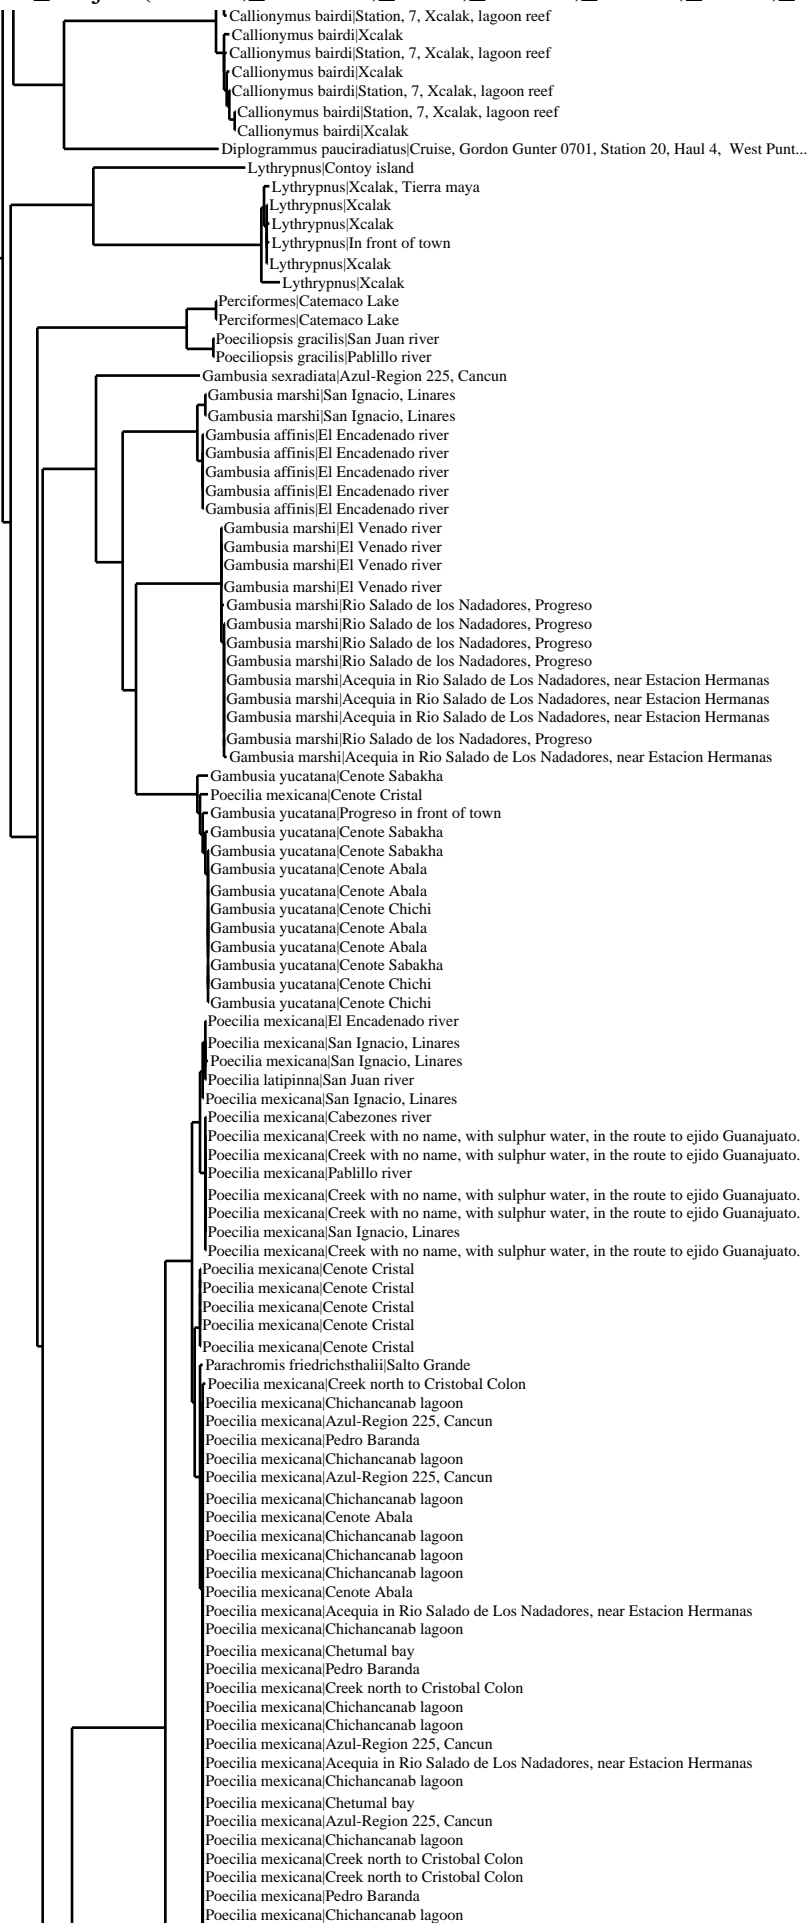 Callionymus bairdi|Station, 7, Xcalak, lagoon reef
Callionymus bairdi|Xcalak
Callionymus bairdi|Station, 7, Xcalak, lagoon reef
Callionymus bairdi|Xcalak
Callionymus bairdi|Station, 7, Xcalak, lagoon reef
Callionymus bairdi|Station, 7, Xcalak, lagoon reef
Callionymus bairdi|Xcalak
Diplogrammus pauciradiatus|Cruise, Gordon Gunter 0701, Station 20, Haul 4, West Punt...
Lythrypnus|Contoy island
Lythrypnus|Xcalak, Tierra maya
Lythrypnus|Xcalak
Lythrypnus|Xcalak
Lythrypnus|In front of town
Lythrypnus|Xcalak
Lythrypnus|Xcalak
Perciformes|Catemaco Lake
Perciformes|Catemaco Lake
Poeciliopsis gracilis|San Juan river
Poeciliopsis gracilis|Pablillo river
Gambusia sexradiata|Azul-Region 225, Cancun
Gambusia marshi|San Ignacio, Linares
Gambusia marshi|San Ignacio, Linares
Gambusia affinis|El Encadenado river
Gambusia affinis|El Encadenado river
Gambusia affinis|El Encadenado river
Gambusia affinis|El Encadenado river
Gambusia affinis|El Encadenado river
Gambusia marshi|El Venado river
Gambusia marshi|El Venado river
Gambusia marshi|El Venado river
Gambusia marshi|El Venado river
Gambusia marshi|Rio Salado de los Nadadores, Progreso
Gambusia marshi|Rio Salado de los Nadadores, Progreso
Gambusia marshi|Rio Salado de los Nadadores, Progreso
Gambusia marshi|Rio Salado de los Nadadores, Progreso
Gambusia marshi|Acequia in Rio Salado de Los Nadadores, near Estacion Hermanas
Gambusia marshi|Acequia in Rio Salado de Los Nadadores, near Estacion Hermanas
Gambusia marshi|Acequia in Rio Salado de Los Nadadores, near Estacion Hermanas
Gambusia marshi|Rio Salado de los Nadadores, Progreso
Gambusia marshi|Acequia in Rio Salado de Los Nadadores, near Estacion Hermanas
Gambusia yucatana|Cenote Sabakha
Poecilia mexicana|Cenote Cristal
Gambusia yucatana|Progreso in front of town
Gambusia yucatana|Cenote Sabakha
Gambusia yucatana|Cenote Sabakha
Gambusia yucatana|Cenote Abala
Gambusia yucatana|Cenote Abala
Gambusia yucatana|Cenote Chichi
Gambusia yucatana|Cenote Abala
Gambusia yucatana|Cenote Abala
Gambusia yucatana|Cenote Sabakha
Gambusia yucatana|Cenote Chichi
Gambusia yucatana|Cenote Chichi
Poecilia mexicana|El Encadenado river
Poecilia mexicana|San Ignacio, Linares
Poecilia mexicana|San Ignacio, Linares
Poecilia latipinna|San Juan river
Poecilia mexicana|San Ignacio, Linares
Poecilia mexicana|Cabezones river
Poecilia mexicana|Creek with no name, with sulphur water, in the route to ejido Guanajuato.
Poecilia mexicana|Creek with no name, with sulphur water, in the route to ejido Guanajuato.
Poecilia mexicana|Pablillo river
Poecilia mexicana|Creek with no name, with sulphur water, in the route to ejido Guanajuato.
Poecilia mexicana|Creek with no name, with sulphur water, in the route to ejido Guanajuato.
Poecilia mexicana|San Ignacio, Linares
Poecilia mexicana|Creek with no name, with sulphur water, in the route to ejido Guanajuato.
Poecilia mexicana|Cenote Cristal
Poecilia mexicana|Cenote Cristal
Poecilia mexicana|Cenote Cristal
Poecilia mexicana|Cenote Cristal
Poecilia mexicana|Cenote Cristal
Parachromis friedrichsthalii|Salto Grande
Poecilia mexicana|Creek north to Cristobal Colon
Poecilia mexicana|Chichancanab lagoon
Poecilia mexicana|Azul-Region 225, Cancun
Poecilia mexicana|Pedro Baranda
Poecilia mexicana|Chichancanab lagoon
Poecilia mexicana|Azul-Region 225, Cancun
Poecilia mexicana|Chichancanab lagoon
Poecilia mexicana|Cenote Abala
Poecilia mexicana|Chichancanab lagoon
Poecilia mexicana|Chichancanab lagoon
Poecilia mexicana|Chichancanab lagoon
Poecilia mexicana|Cenote Abala
Poecilia mexicana|Acequia in Rio Salado de Los Nadadores, near Estacion Hermanas
Poecilia mexicana|Chichancanab lagoon
Poecilia mexicana|Chetumal bay
Poecilia mexicana|Pedro Baranda
Poecilia mexicana|Creek north to Cristobal Colon
Poecilia mexicana|Chichancanab lagoon
Poecilia mexicana|Chichancanab lagoon
Poecilia mexicana|Azul-Region 225, Cancun
Poecilia mexicana|Acequia in Rio Salado de Los Nadadores, near Estacion Hermanas
Poecilia mexicana|Chichancanab lagoon
Poecilia mexicana|Chetumal bay
Poecilia mexicana|Azul-Region 225, Cancun
Poecilia mexicana|Chichancanab lagoon
Poecilia mexicana|Creek north to Cristobal Colon
Poecilia mexicana|Creek north to Cristobal Colon
Poecilia mexicana|Pedro Baranda
Poecilia mexicana|Chichancanab lagoon